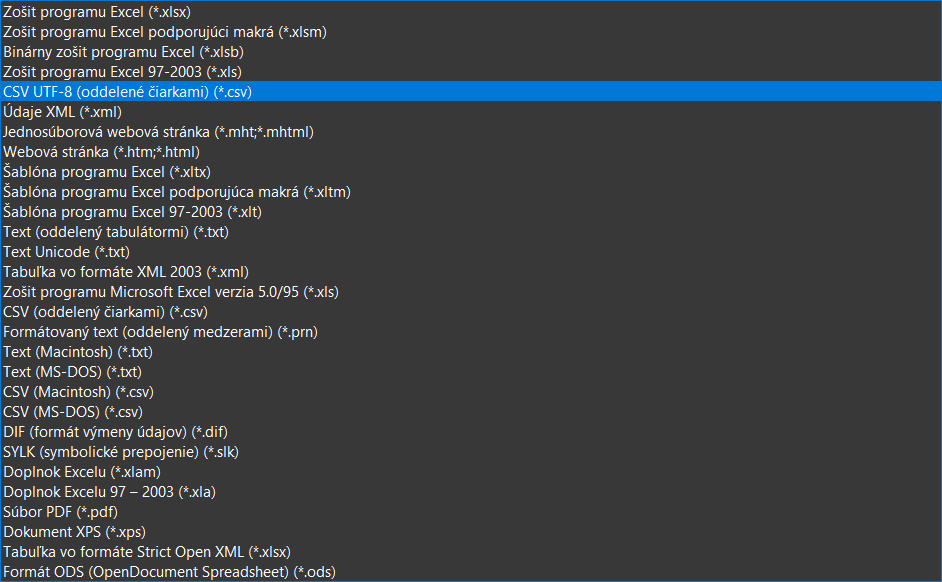 Zošit programu Excel (*.xlsx)
Zošit programu Excel podporujúci makrá (*.xlsm)
Binárny zošit programu Excel (*.xlsb)
Zošit programu Excel 97-2003 (*.xls)
CSV UTF-8 (oddelené čiarkami) (*.csv)
Údaje XML (*.xml)
Jednosúborová webová stránka (*.mht;*.mhtml)
Webová stránka (*.htm;*.html)
Šablóna programu Excel (*.xltx)
Šablóna programu Excel podporujúca makrá (*.xltm)
Šablóna programu Excel 97-2003 (*.xlt)
Text (oddelený tabulátormi) (*.txt)
Text Unicode (*.txt)
Tabuľka vo formáte XML 2003 (*.xml)
Zošit programu Microsoft Excel verzia 5.0/95 (*.xls)
CSV (oddelený čiarkami) (*.csv)
Formátovaný text (oddelený medzerami) (*.prn)
Text (Macintosh) (*.txt)
Text (MS-DOS) (*.txt)
CSV (Macintosh) (*.csv)
CSV (MS-DOS) (*.csv)
DIF (formát výmeny údajov) (*.dif)
SYLK (symbolické prepojenie) (*.slk)
Doplnok Excelu (*.xlam)
Doplnok Excelu 97 – 2003 (*.xla)
Súbor PDF (*.pdf)
Dokument XPS (*.xps)
Tabuľka vo formáte Strict Open XML (*.xlsx)
Formát ODS (OpenDocument Spreadsheet) (*.ods)